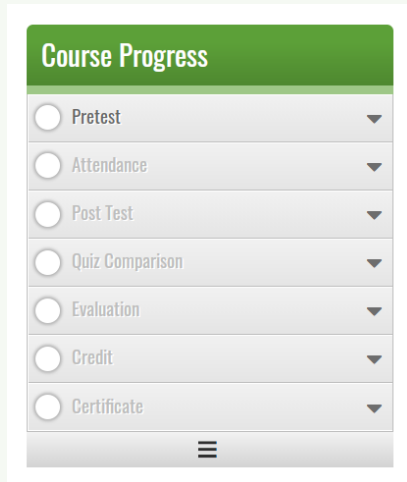 Course Progress
Pretest
Attendance
Post Test
Quiz Comparison
Evaluation
Credit
Certificate